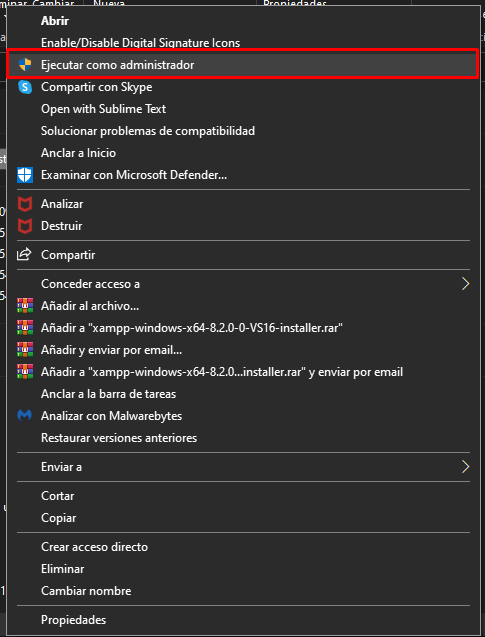 Cambiar
Nueva
Propiedades
Abrir
Enable/Disable Digital Signature Icons
Ejecutar como administrador
Compartir con Skype
Open with Sublime Text
Solucionar problemas de compatibilidad
Anclar a Inicio
Examinar con Microsoft Defender...
Analizar
Destruir
Compartir
Conceder acceso a
Añadir al archivo...
Añadir a "xampp-windows-x64-8.2.0-0-VS16-installer.rar"
Añadir y enviar por email...
Añadir a "xampp-windows-x64-8.2.0...installer.rar" y enviar por email
Anclar a la barra de tareas
Analizar con Malwarebytes
Restaurar versiones anteriores
Enviar a
Cortar
Copiar
Crear acceso directo
Eliminar
Cambiar nombre
Propiedades